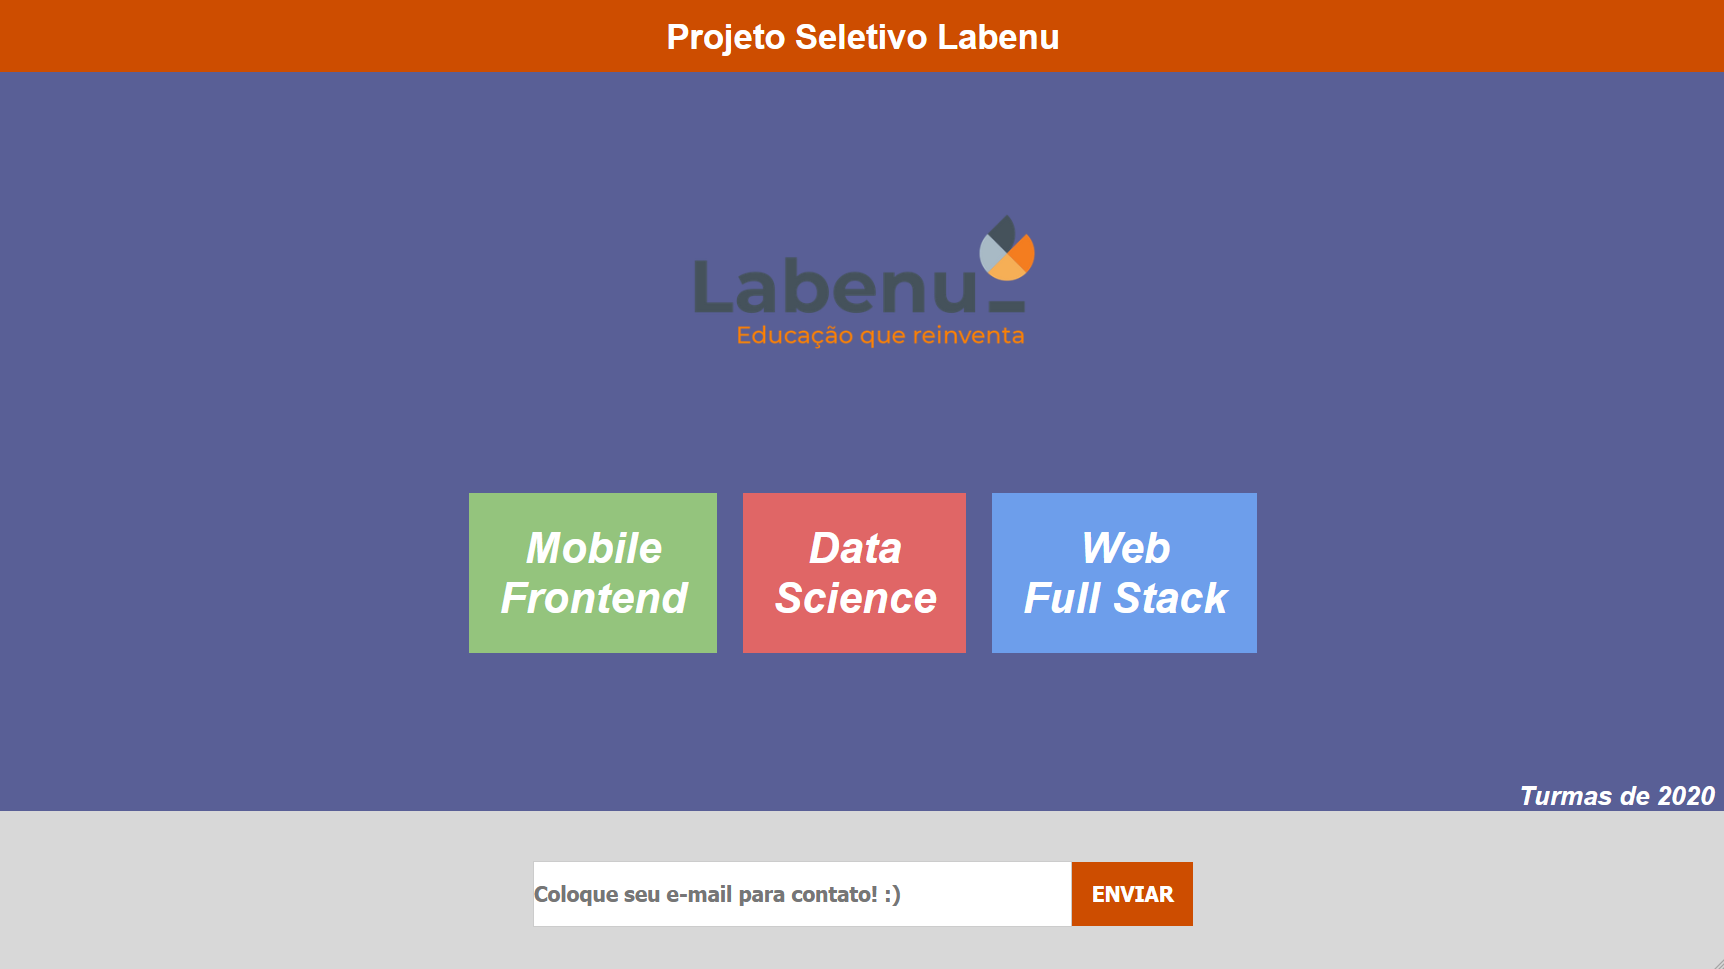 Projeto Seletivo Labenu
Labenu_
Educação que reinventa
Mobile
Frontend
Data
Science
Web
Full Stack
Turmas de 2020
Coloque seu e-mail para contato! :)
ENVIAR